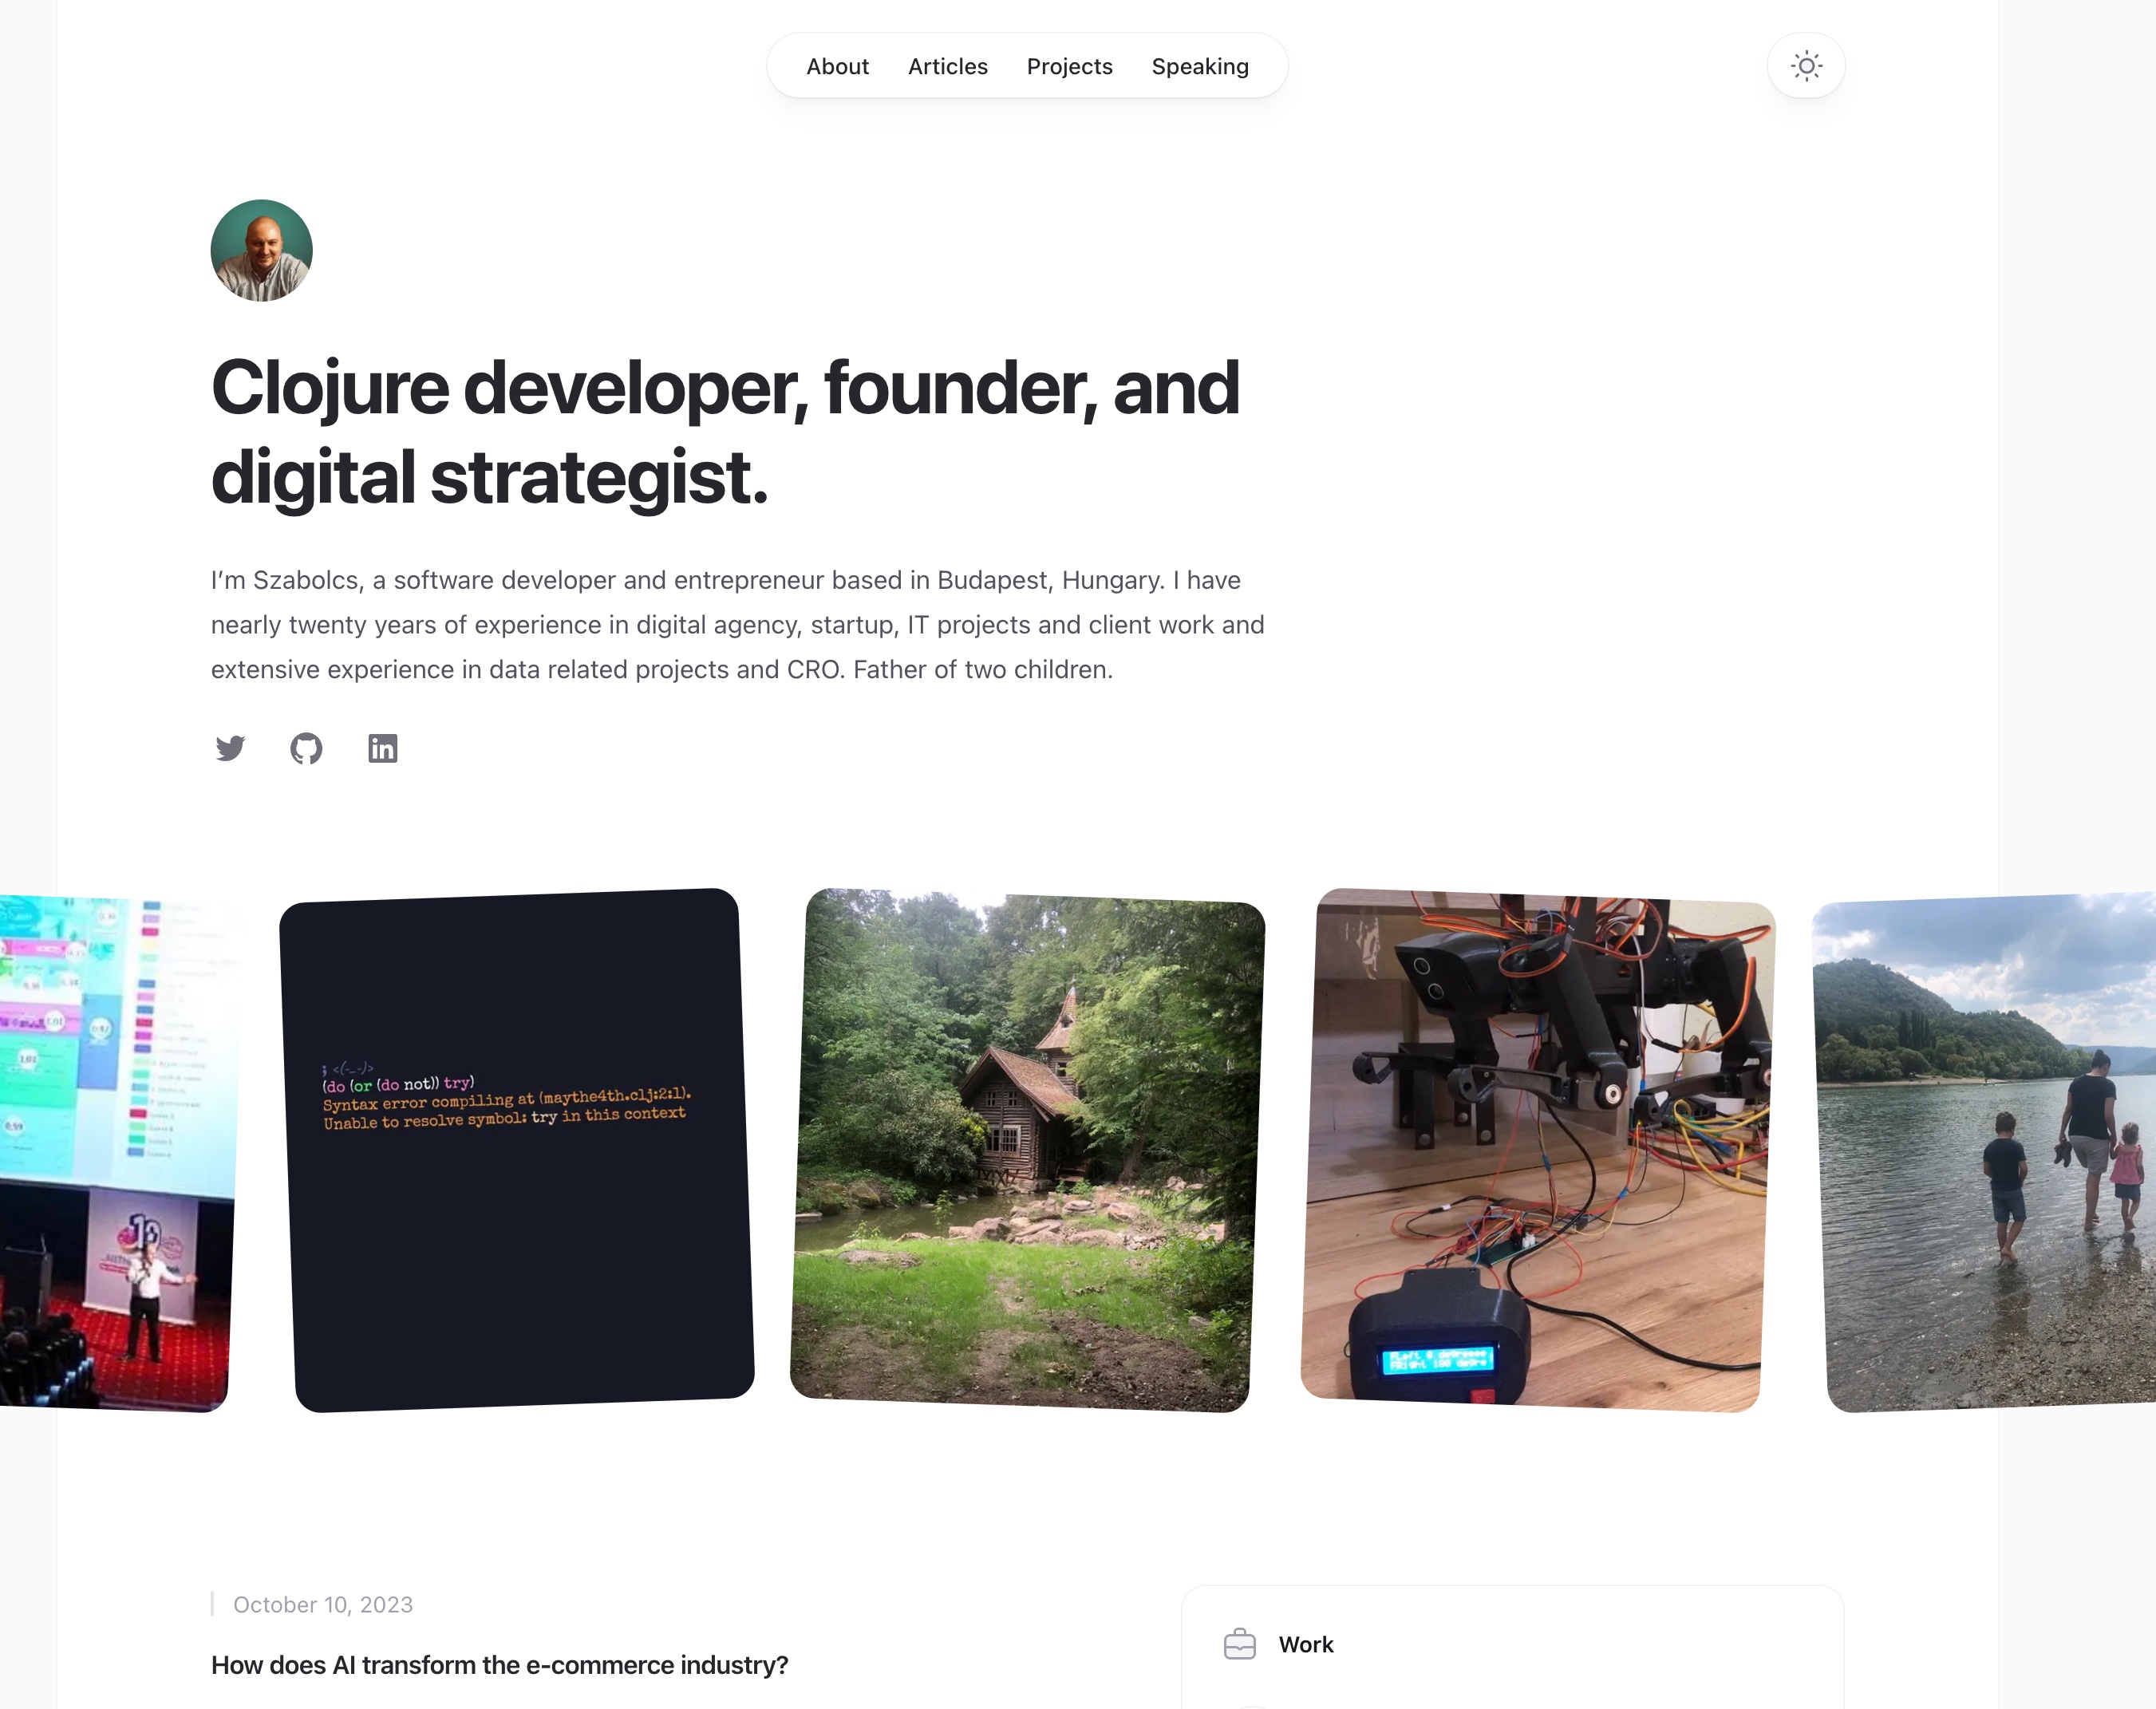 About Articles Projects Speaking
Clojure developer, founder, and
digital strategist.
I’m Szabolcs, a software developer and entrepreneur based in Budapest, Hungary. I have
nearly twenty years of experience in digital agency, startup, IT projects and client work and
extensive experience in data related projects and CRO. Father of two children.
in
; <(-_-)>
(do (or (do not)) try)
Syntax error compiling at (maythe4th.clj:2:1).
Unable to resolve symbol: try in this context
October 10, 2023
How does AI transform the e-commerce industry?
Work